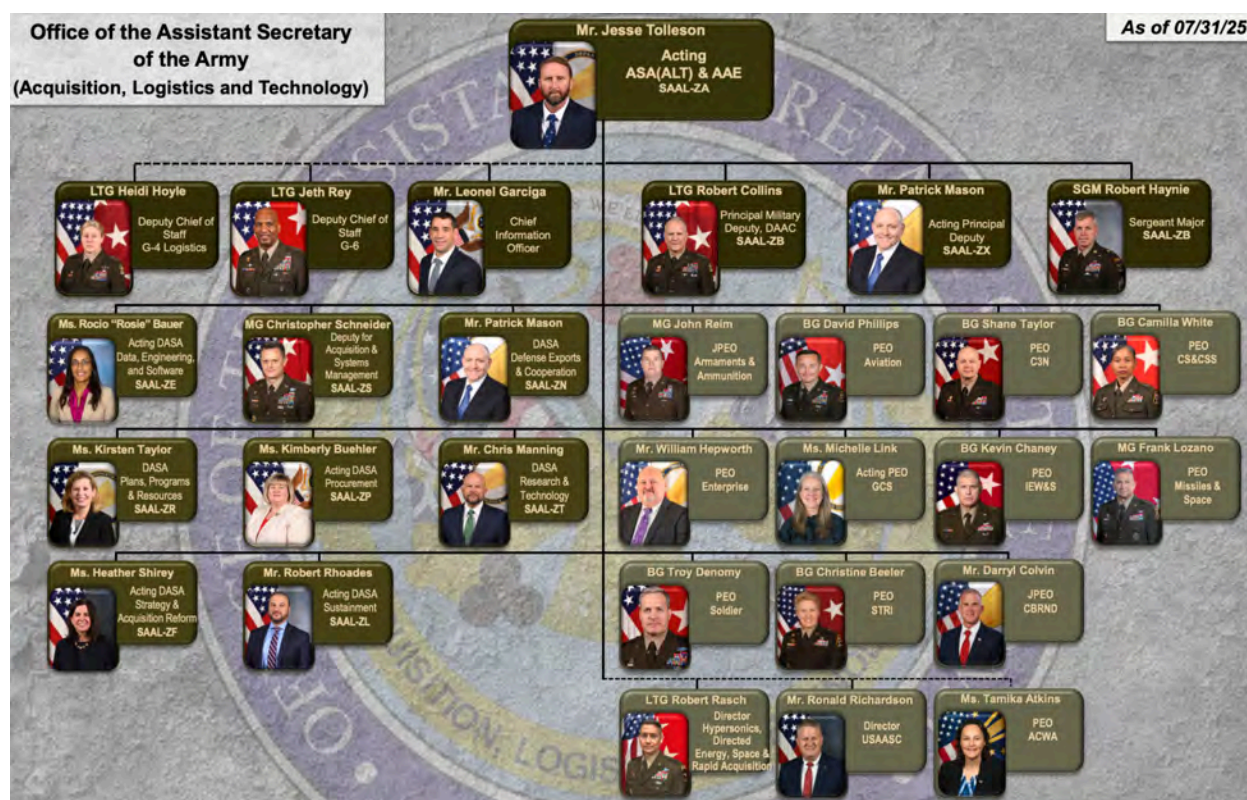 Office of the Assistant Secretary
of the Army
(Acquisition, Logistics and Technology)
As of 07/31/25
Mr. Jesse Tolleson
Acting
ASA(ALT) & AAE
SAAL-ZA
LTG Heidi Hoyle
Deputy Chief of
Staff
G-4 Logistics
LTG Jeth Rey
Deputy Chief of
Staff
G-6
Mr. Leonel Garciga
Chief
Information
Officer
LTG Robert Collins
Principal Military
Deputy, DAAC
SAAL-ZB
Mr. Patrick Mason
Acting Principal
Deputy
SAAL-ZX
SGM Robert Haynie
Sergeant Major
SAAL-ZB
Ms. Rocio "Rosie" Bauer
Acting DASA
Data, Engineering,
and Software
SAAL-ZE
MG Christopher Schneider
Deputy for
Acquisition &
Systems
Management
SAAL-ZS
Mr. Patrick Mason
DASA
Defense Exports
& Cooperation
SAAL-ZN
MG John Reim
JPEO
Armaments &
Ammunition
BG David Phillips
PEO
Aviation
BG Shane Taylor
PEO
C3N
BG Camilla White
PEO
CS&CSS
Ms. Kirsten Taylor
DASA
Plans, Programs
& Resources
SAAL-ZR
Ms. Kimberly Buehler
Acting DASA
Procurement
SAAL-ZP
Mr. Chris Manning
DASA
Research &
Technology
SAAL-ZT
Mr. William Hepworth
PEO
Enterprise
Ms. Michelle Link
Acting PEO
GCS
BG Kevin Chaney
PEO
IEW&S
MG Frank Lozano
PEO
Missiles &
Space
Ms. Heather Shirey
Acting DASA
Strategy &
Acquisition Reform
SAAL-ZF
Mr. Robert Rhoades
Acting DASA
Sustainment
SAAL-ZL
BG Troy Denomy
PEO
Soldier
BG Christine Beeler
PEO
STRI
Mr. Darryl Colvin
JPEO
CBRND
LTG Robert Rasch
Director
Hypersonics,
Directed
Energy, Space &
Rapid Acquisition
Mr. Ronald Richardson
Director
USAASC
Ms. Tamika Atkins
PEO
ACWA